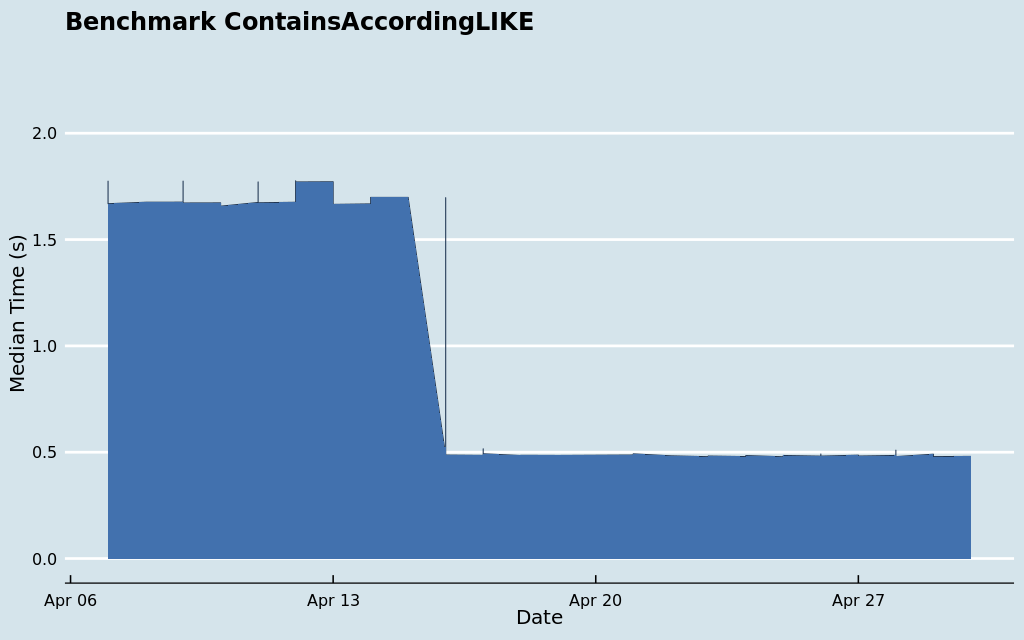 Benchmark ContainsAccordingLIKE
2.0
1.5
1.0
0.5
0.0
Median Time (s)
Apr 06 Apr 13 Apr 20 Apr 27
Date